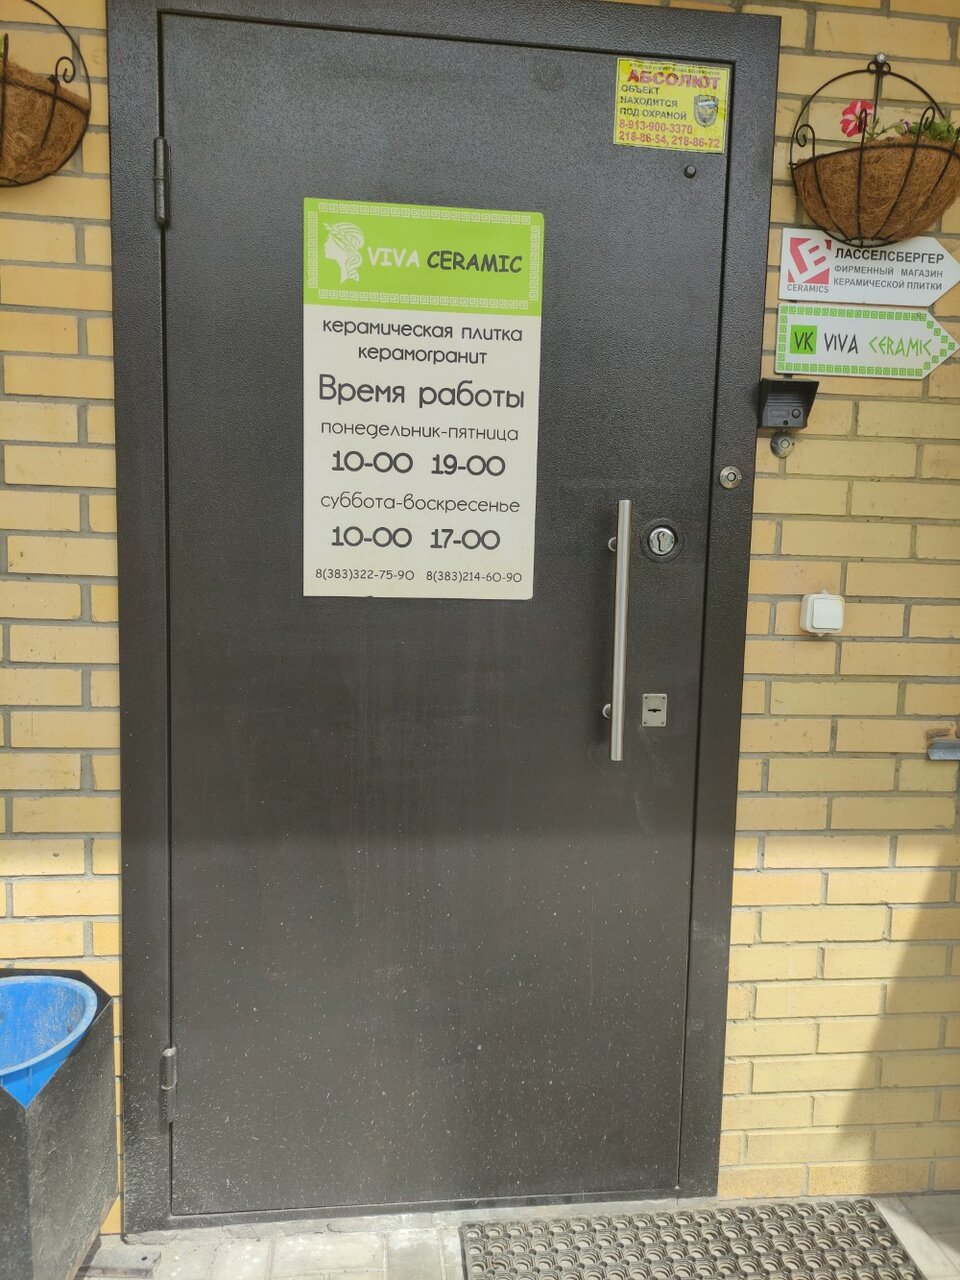 АБСОЛЮТ
ОБЪЕКТ
НАХОДИТСЯ
ПОД ОХРАНОЙ
8-913-900-3370
218-86-54, 218-86-72
VIVA CERAMIC
керамическая плитка
керамогранит
Время работы
понедельник-пятница
10-00 19-00
суббота-воскресенье
10-00 17-00
8(383)322-75-90 8(383)214-60-90
LB
CERAMICS
ЛАССЕЛСБЕРГЕР
ФИРМЕННЫЙ МАГАЗИН
КЕРАМИЧЕСКОЙ ПЛИТКИ
VK VIVA CERAMIC